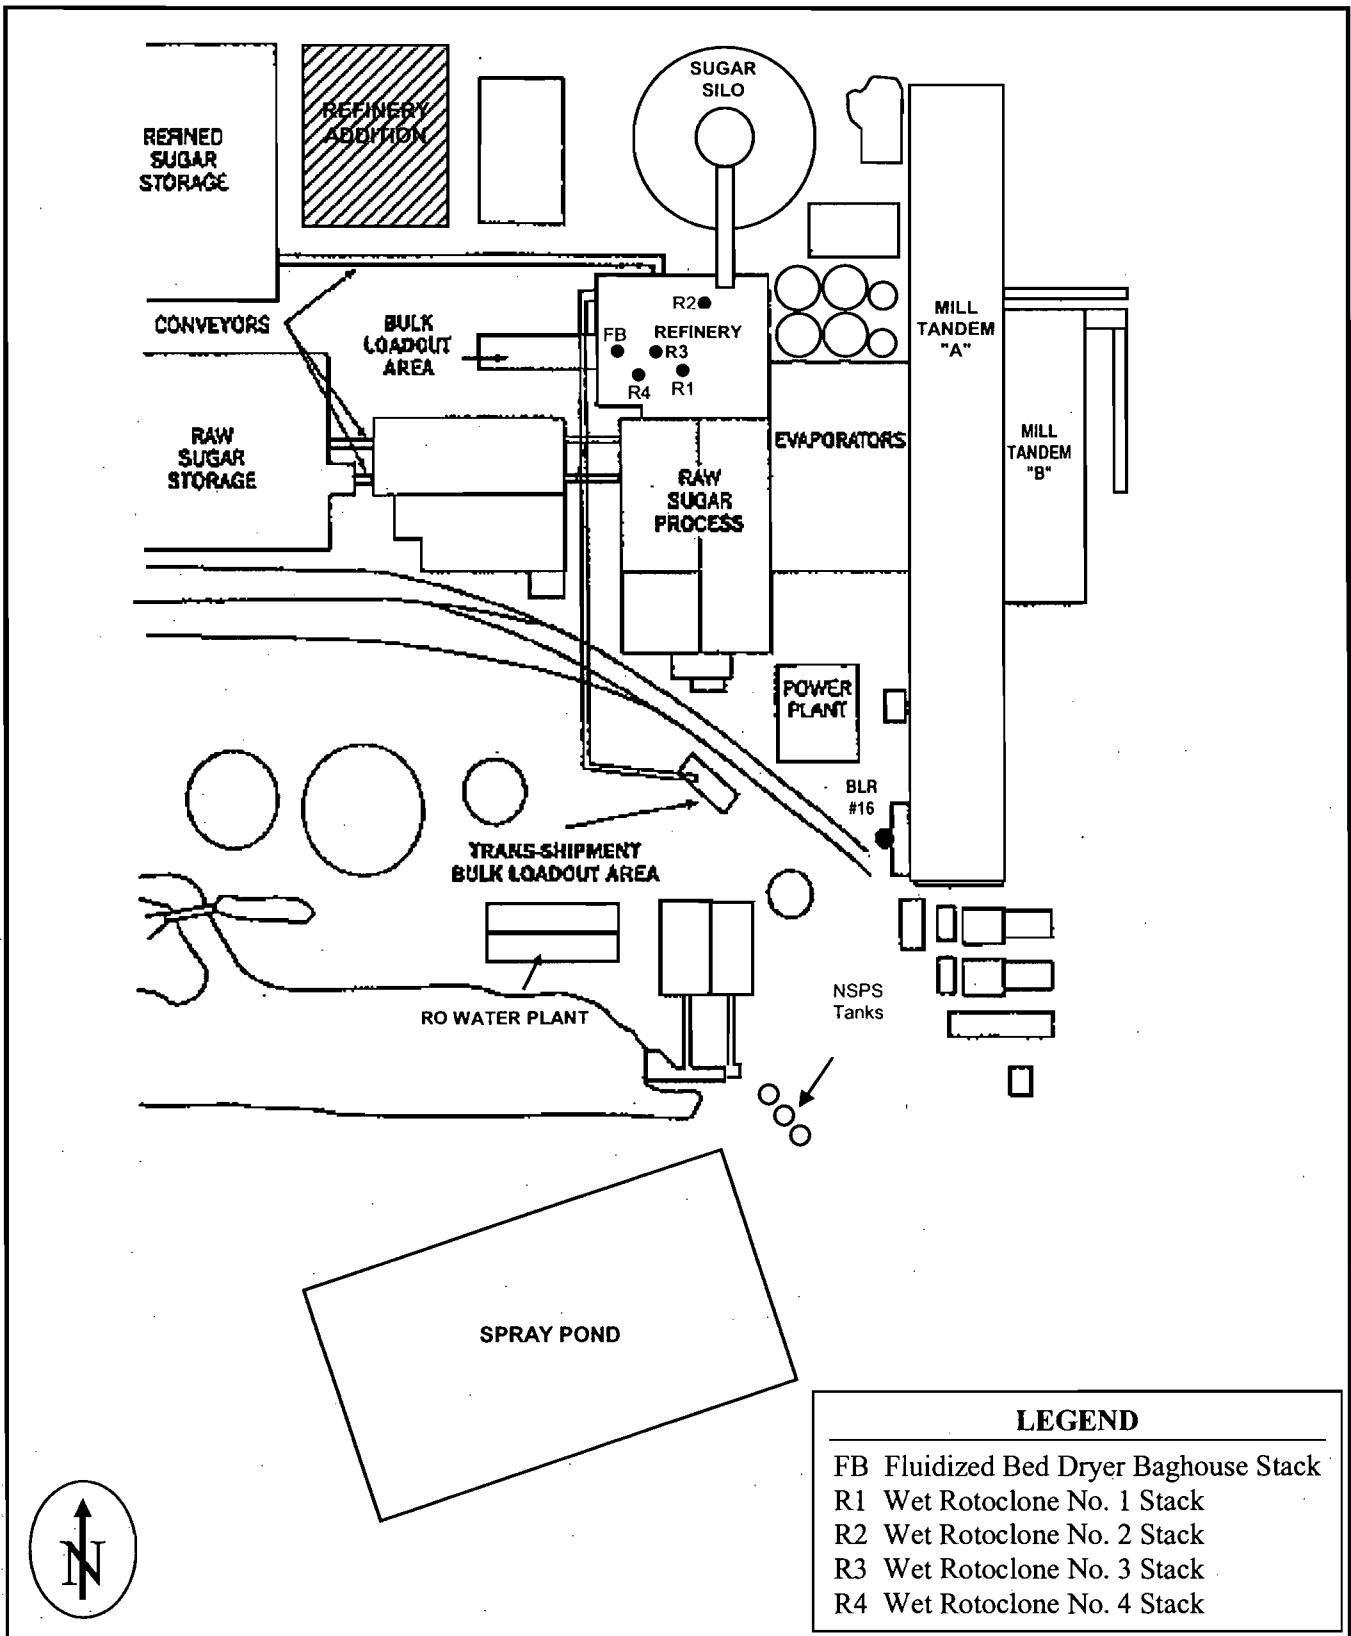 SUGAR
SILO
REFINERY
ADDITION
REFINED
SUGAR
STORAGE
CONVEYORS
BULK
LOADOUT
AREA
R2
REFINERY
FB
R3
R4
R1
MILL
TANDEM
"A"
RAW
SUGAR
STORAGE
RAW
SUGAR
PROCESS
EVAPORATORS
MILL
TANDEM
"B"
POWER
PLANT
BLR
#16
TRANS-SHIPMENT
BULK LOADOUT AREA
RO WATER PLANT
NSPS
Tanks
SPRAY POND
N
LEGEND
FB Fluidized Bed Dryer Baghouse Stack
R1 Wet Rotoclone No. 1 Stack
R2 Wet Rotoclone No. 2 Stack
R3 Wet Rotoclone No. 3 Stack
R4 Wet Rotoclone No. 4 Stack